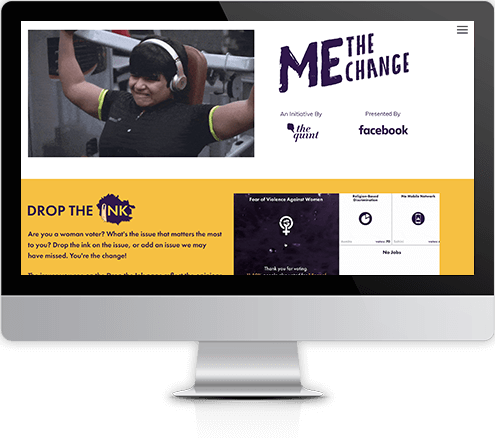 ME THE
CHANGE
An Initiative By
Presented By
the
quint
facebook
DROP THE INK
Are you a woman voter? What's the issue that matters the most
to you? Drop the ink on the issue, or add an issue we may
have missed. You're the change!
Fear of Violence Against Women
Thank you for voting
Religion-Based
Discrimination
No Mobile Network
No Jobs